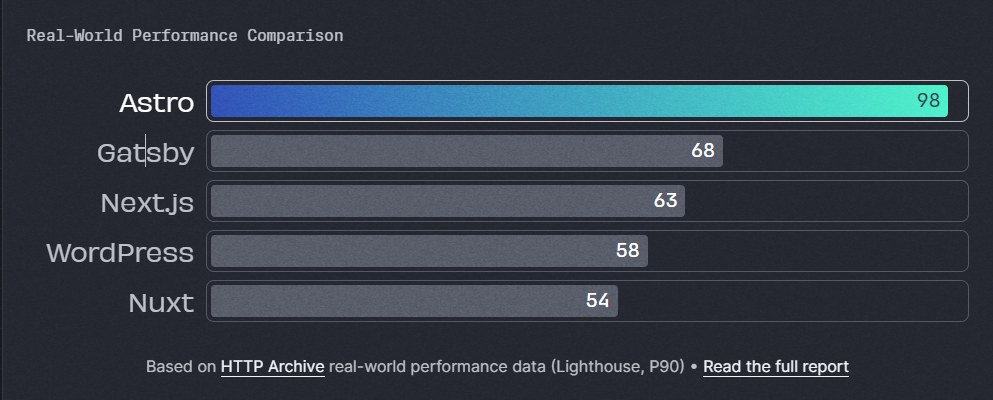 Real-World Performance Comparison
Astro 98
Gatsby 68
Next.js 63
WordPress 58
Nuxt 54
Based on HTTP Archive real-world performance data (Lighthouse, P90) • Read the full report